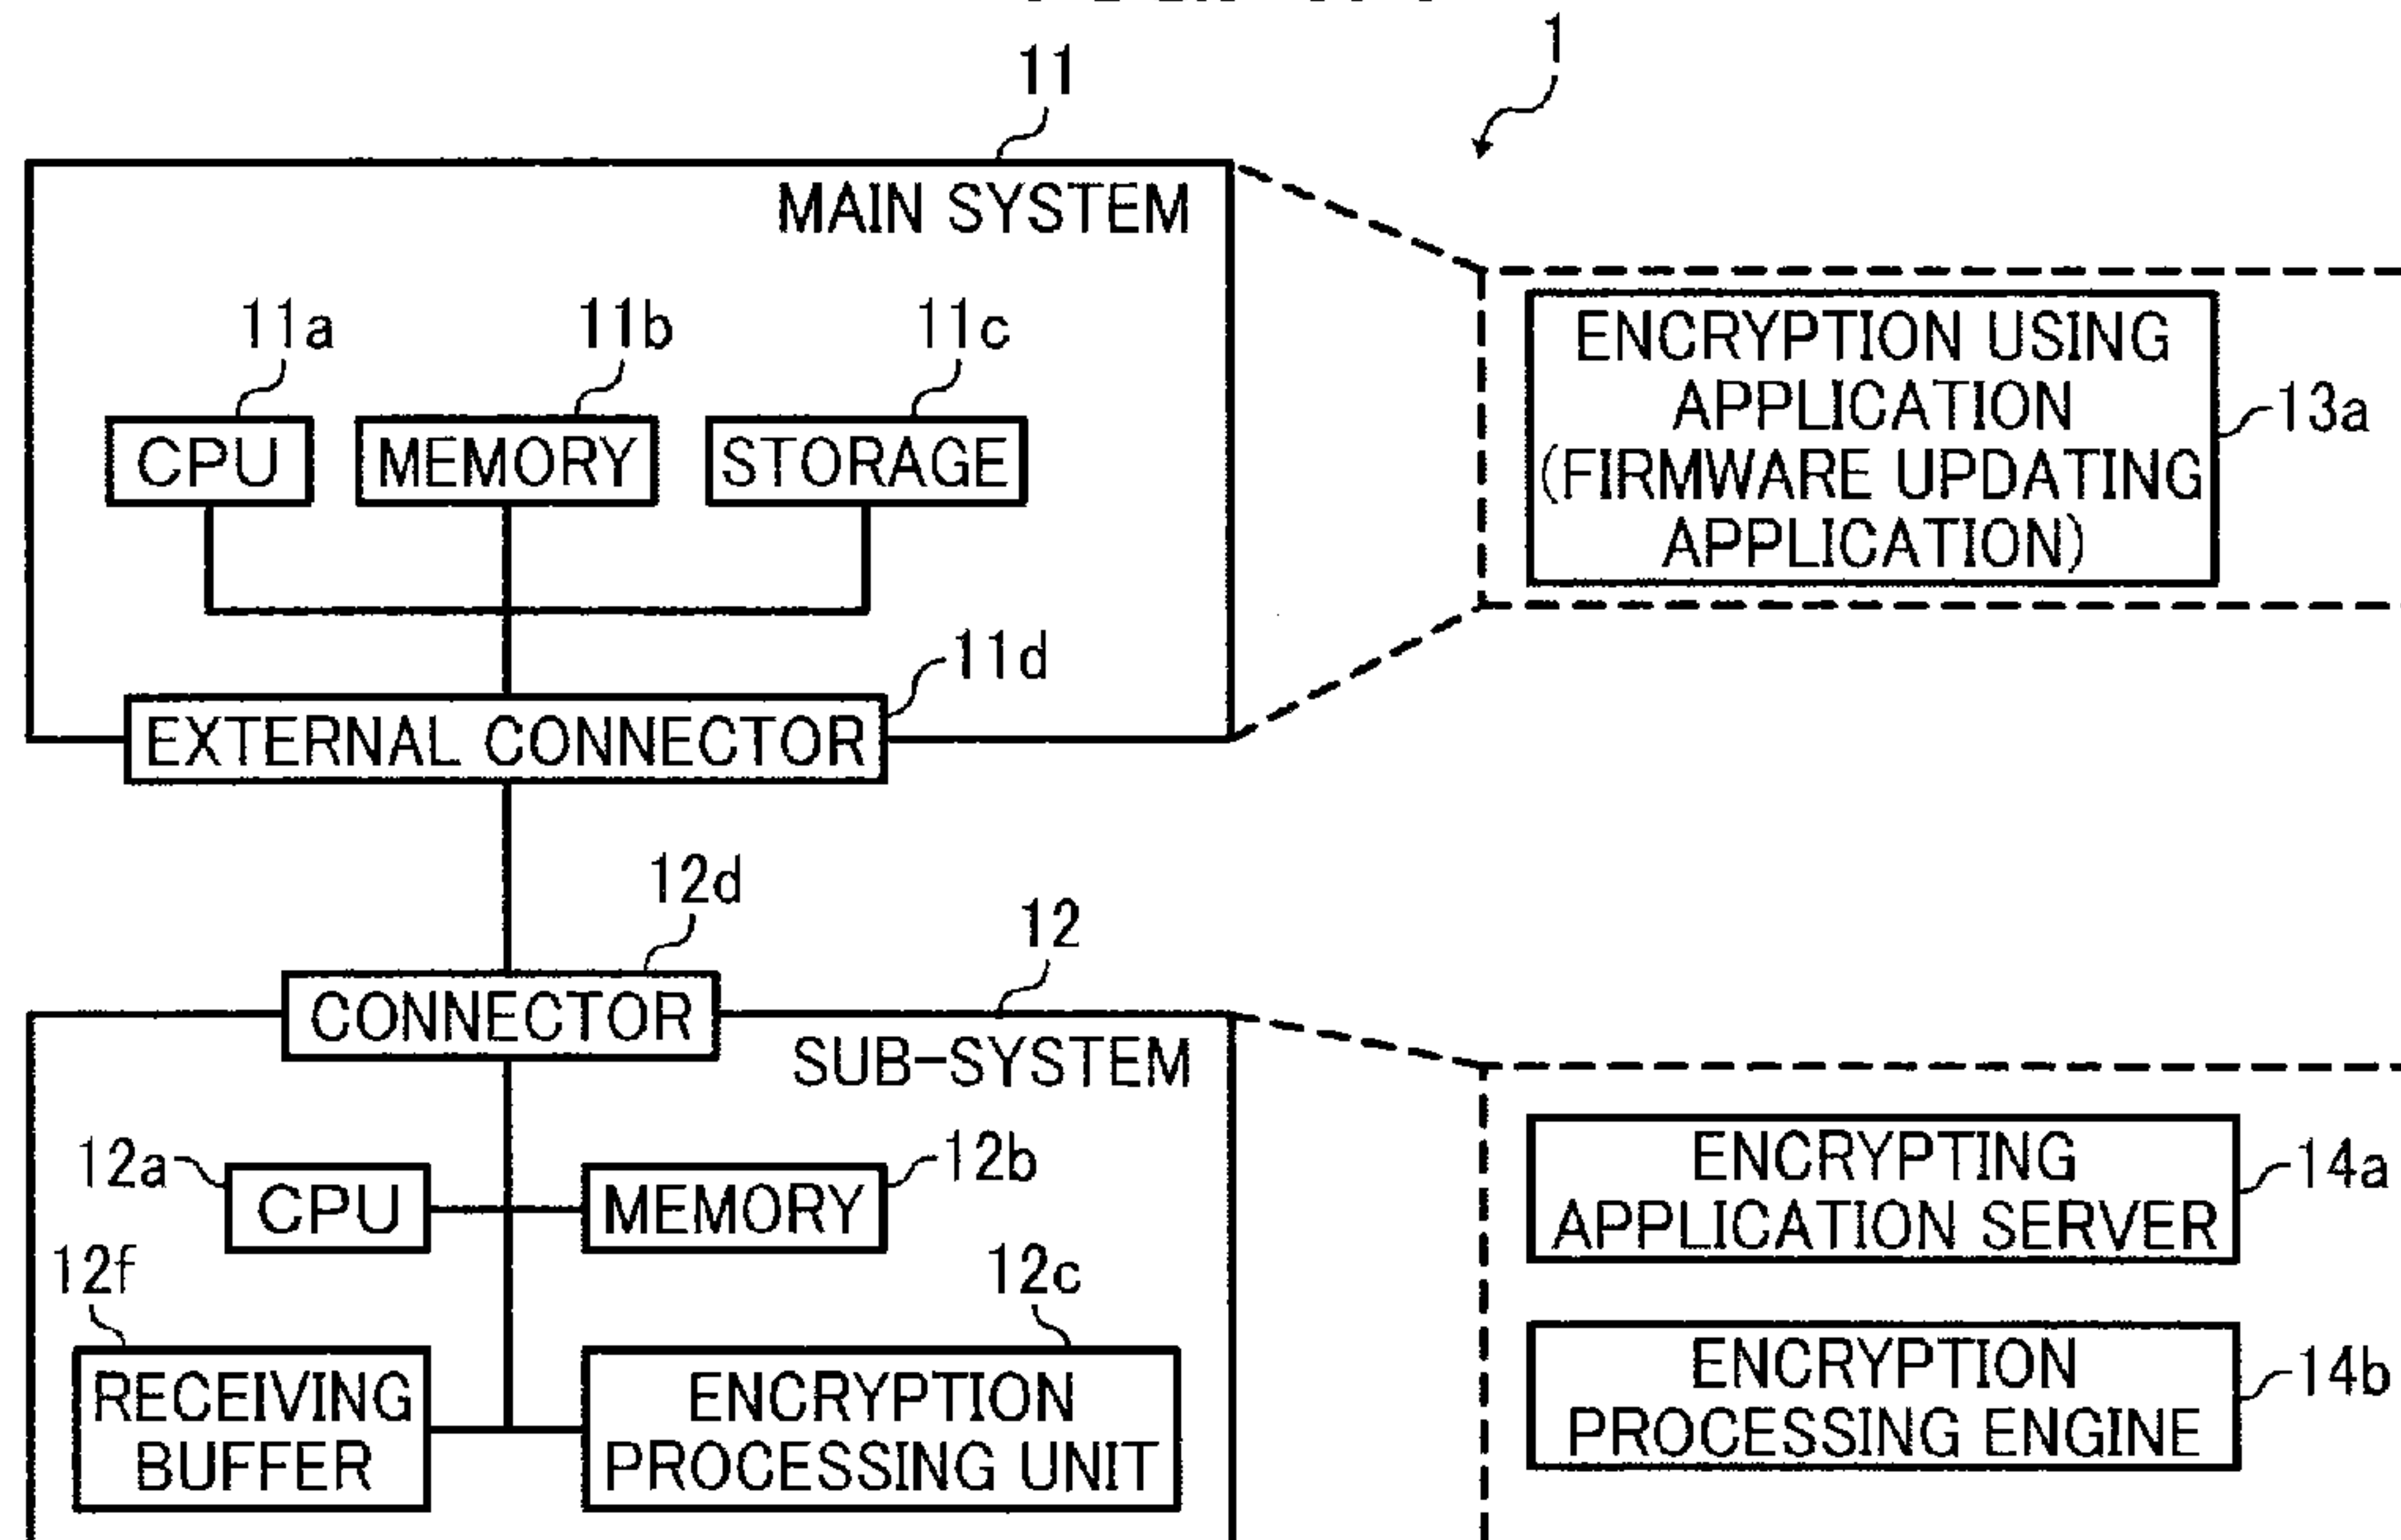 1
11
MAIN SYSTEM
11a
11b
11c
CPU
MEMORY
STORAGE
11d
EXTERNAL CONNECTOR
ENCRYPTION USING
APPLICATION
(FIRMWARE UPDATING
APPLICATION)
13a
12d
12
CONNECTOR
SUB-SYSTEM
12a
CPU
MEMORY
12b
12f
12c
RECEIVING
BUFFER
ENCRYPTION
PROCESSING UNIT
ENCRYPTING
APPLICATION SERVER
14a
ENCRYPTION
PROCESSING ENGINE
14b